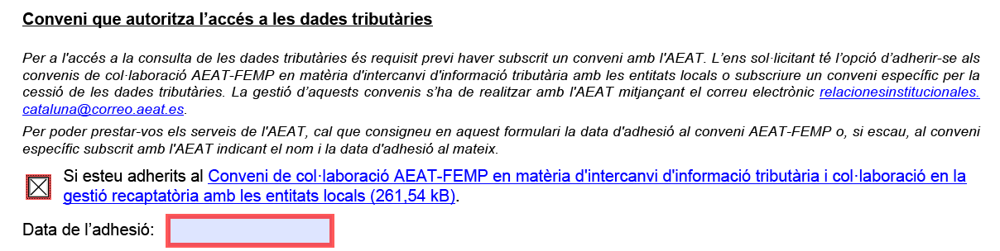 Conveni que autoritza l’accés a les dades tributàries
Per a l'accés a la consulta de les dades tributàries és requisit previ haver subscrit un conveni amb l'AEAT. L’ens sol·licitant té l’opció d’adherir-se als
convenis de col·laboració AEAT-FEMP en matèria d'intercanvi d'informació tributària amb les entitats locals o subscriure un conveni específic per la
cessió de les dades tributàries. La gestió d’aquests convenis s’ha de realitzar amb l'AEAT mitjançant el correu electrònic relacionesinstitucionales.
cataluna@correo.aeat.es.
Per poder prestar-vos els serveis de l'AEAT, cal que consigneu en aquest formulari la data d'adhesió al conveni AEAT-FEMP o, si escau, al conveni
específic subscrit amb l'AEAT indicant el nom i la data d'adhesió al mateix.
Si esteu adherits al Conveni de col·laboració AEAT-FEMP en matèria d'intercanvi d'informació tributària i col·laboració en la
gestió recaptatòria amb les entitats locals (261,54 kB).
Data de l’adhesió: